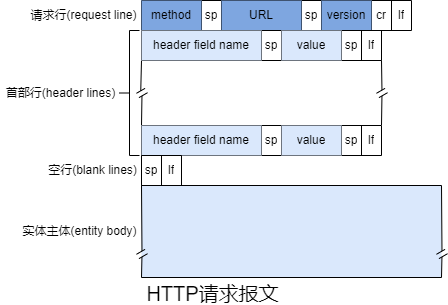 请求行(request line) method sp URL sp version cr lf
header field name sp value sp lf
首部行(header lines)
header field name sp value sp lf
空行(blank lines) sp lf
实体主体(entity body)
HTTP请求报文